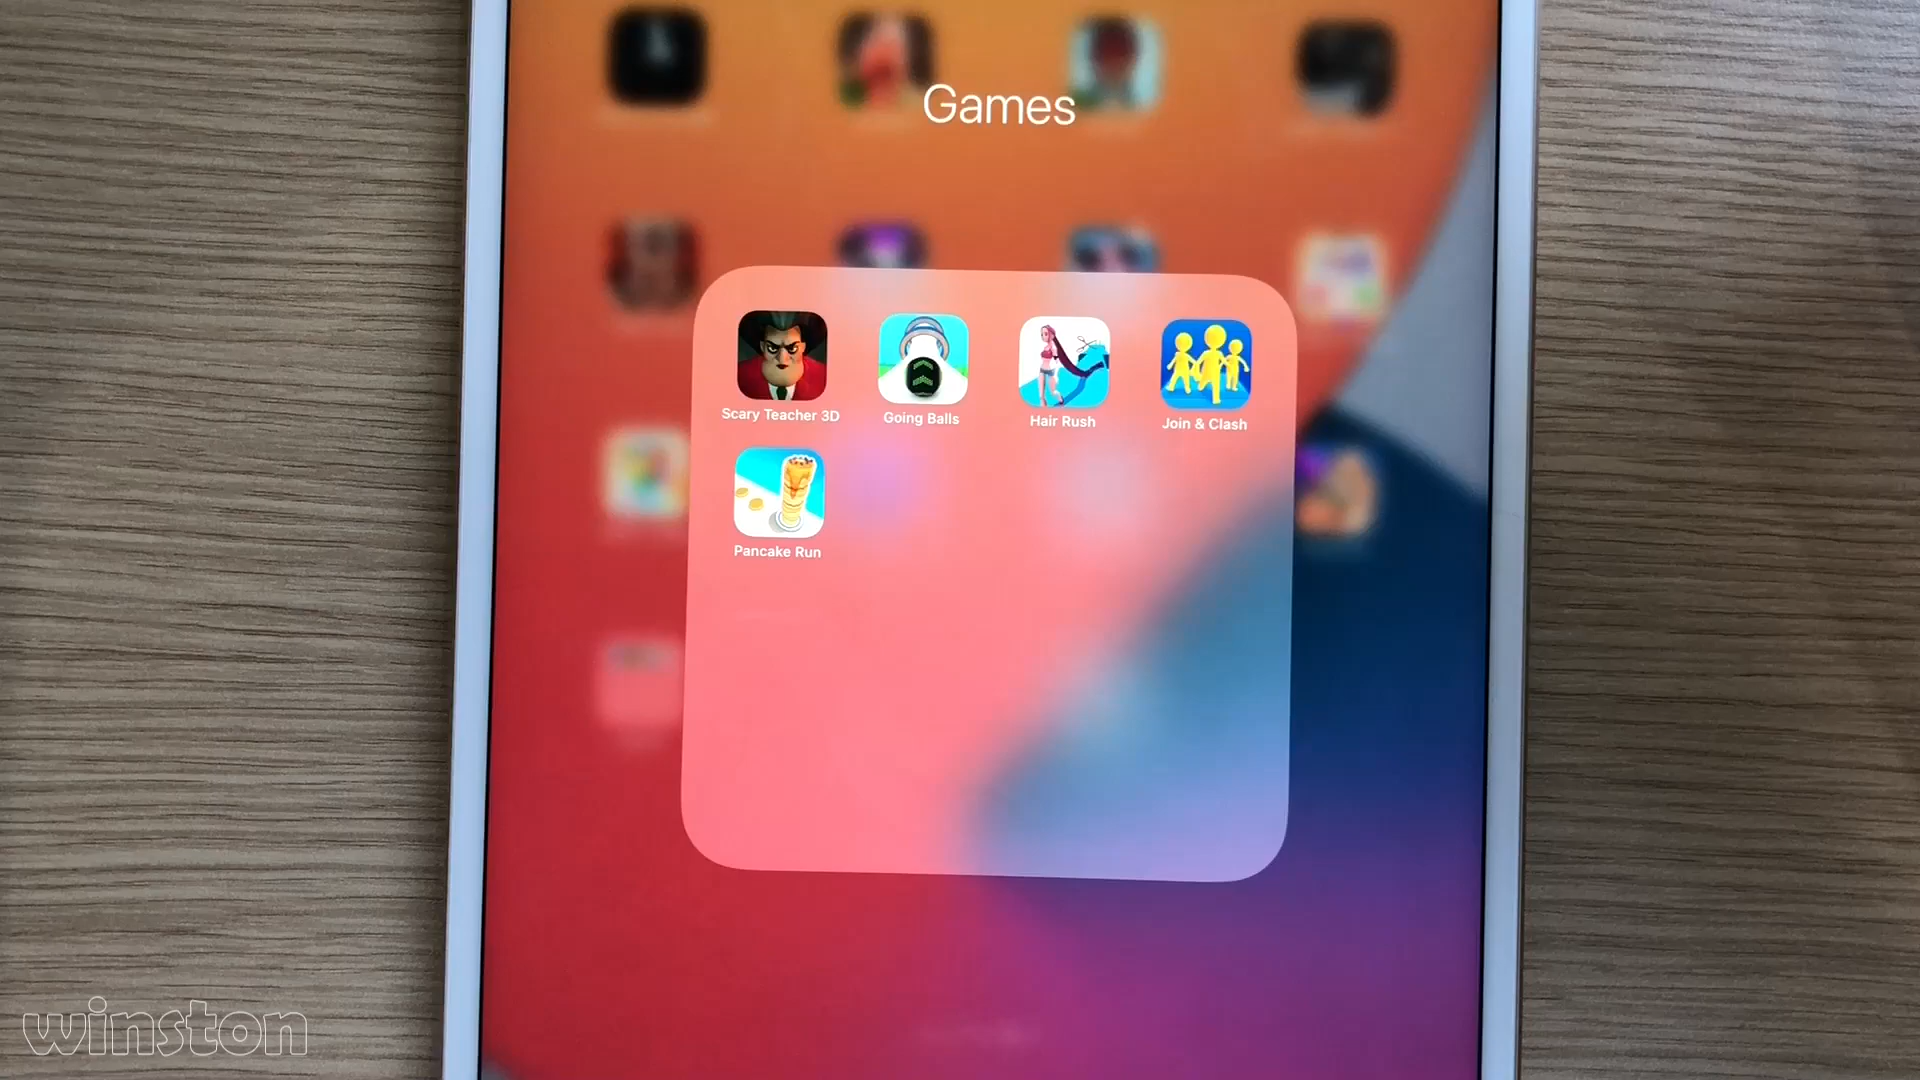 Games
Scary Teacher 3D
Going Balls
Hair Rush
Join & Clash
Pancake Run
winston